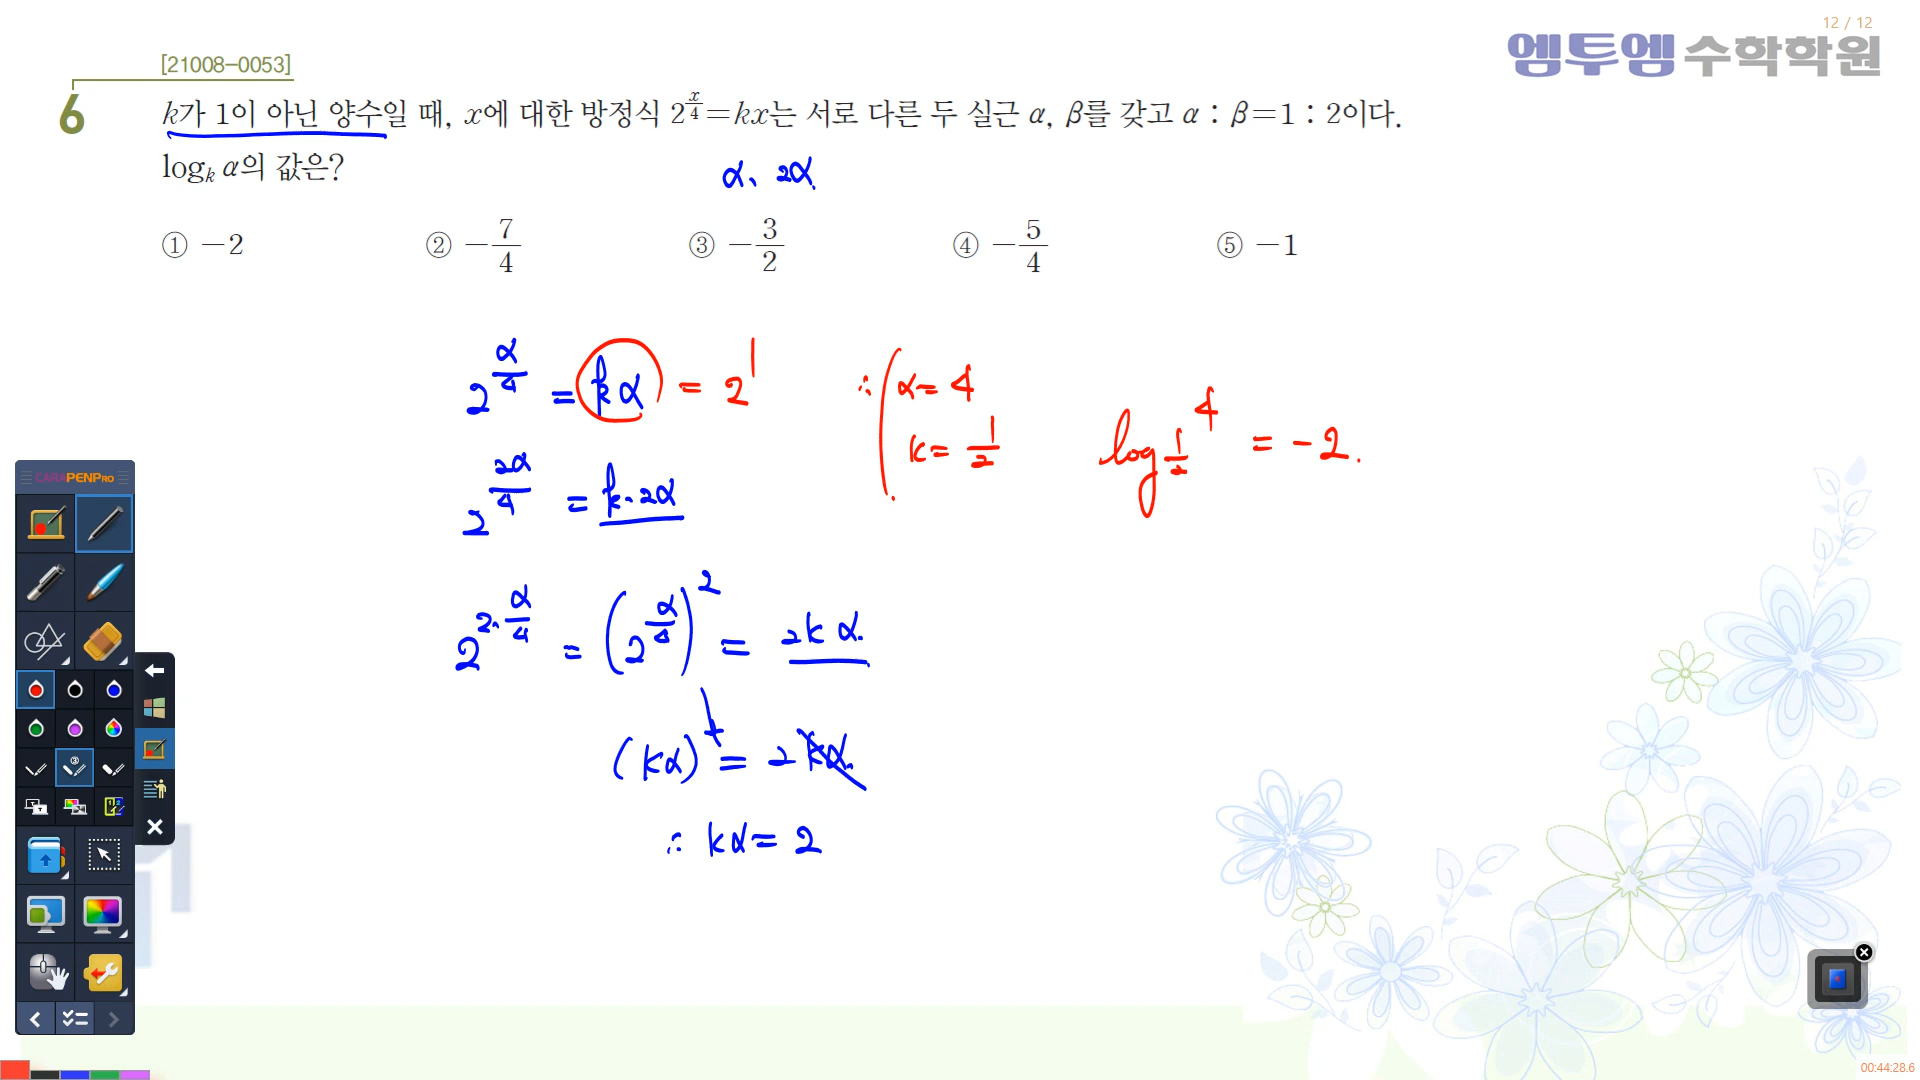 12 / 12
엠투엠 수학학원
[21008-0053]
6 k가 1이 아닌 양수일 때, x에 대한 방정식 2^{x/4}=kx는 서로 다른 두 실근 α, β를 갖고 α : β=1 : 2이다.
log_k α의 값은?
α, 2α
① -2 ② -7/4 ③ -3/2 ④ -5/4 ⑤ -1
2^{α/4} = kα = 2^1
2^{2α/4} = k·2α
2^{2·α/4} = (2^{α/4})^2 = 2kα.
(kα)^2 = 2kα.
∴ kα = 2
∴ α = 4
k = 1/2
log_{1/2} 4 = -2.
CARAPENPRO
00:44:28.6